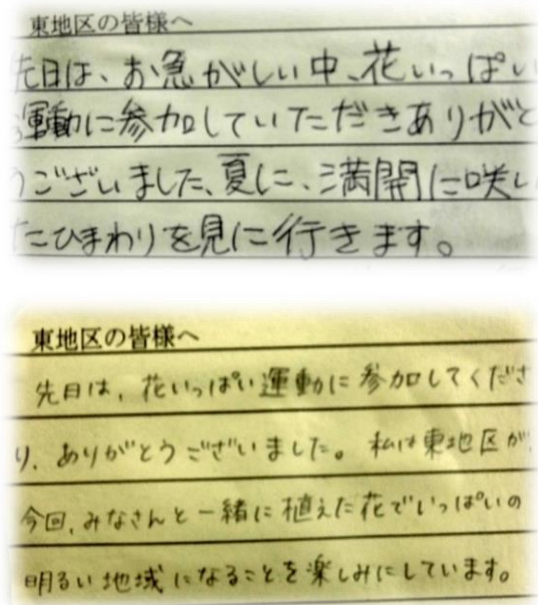 東地区の皆様へ
先日は、お急がしい中、花いっぱい
運動に参加していただきありがと
うございました、夏に、満開に咲い
たひまわりを見に行きます。
東地区の皆様へ
先日は、花いっぱい運動に参加してくださ
り、ありがとうございました。私は東地区が
今回、みなさんと一緒に植えた花でいっぱいの
明るい地域になることを楽しみにしています。